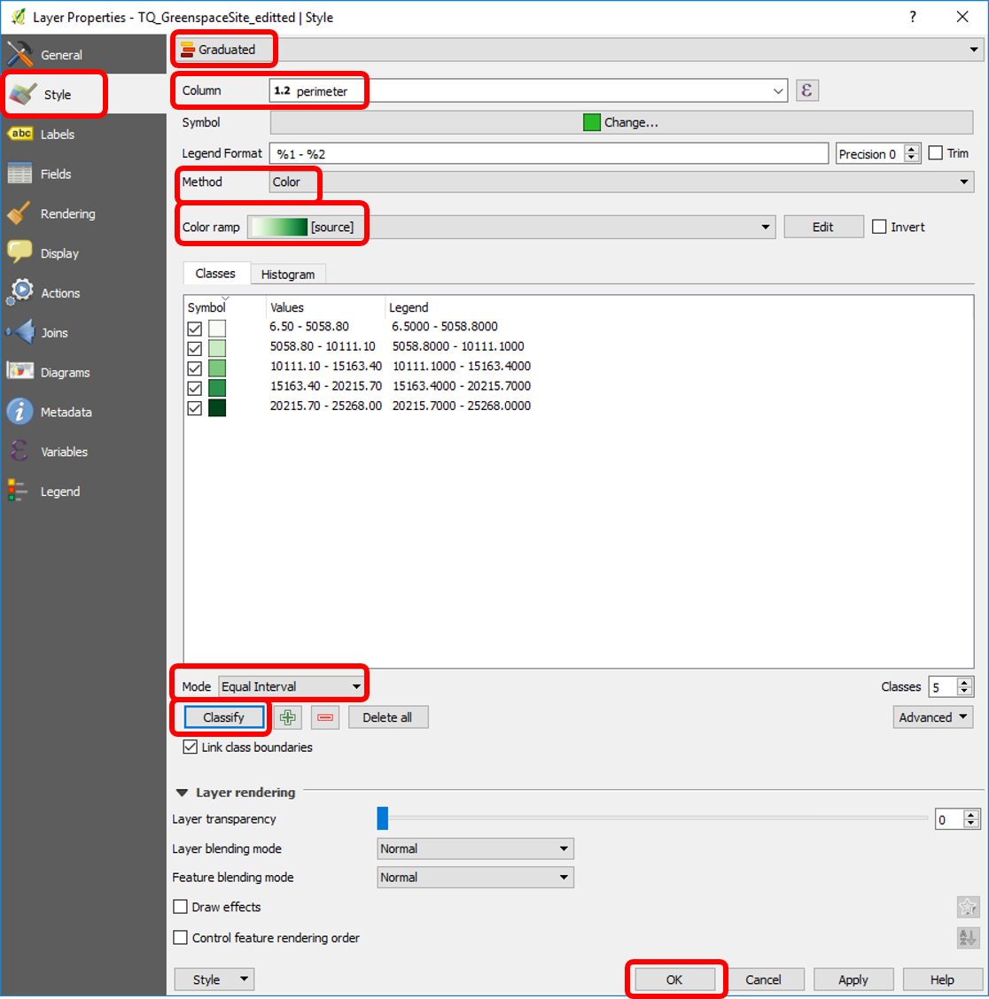 Layer Properties - TQ_GreenspaceSite_editted | Style ?
General
Style
abc Labels
Fields
Rendering
Display
Actions
Joins
Diagrams
Metadata
Variables
Legend
Graduated
Column 1.2 perimeter ε
Symbol Change...
Legend Format %1 - %2 Precision 0 Trim
Method Color
Color ramp [source] Edit Invert
Classes Histogram
Symbol Values Legend
6.50 - 5058.80 6.5000 - 5058.8000
5058.80 - 10111.10 5058.8000 - 10111.1000
10111.10 - 15163.40 10111.1000 - 15163.4000
15163.40 - 20215.70 15163.4000 - 20215.7000
20215.70 - 25268.00 20215.7000 - 25268.0000
Mode Equal Interval Classes 5
Classify Delete all Advanced
Link class boundaries
Layer rendering
Layer transparency 0
Layer blending mode Normal
Feature blending mode Normal
Draw effects
Control feature rendering order
Style OK Cancel Apply Help